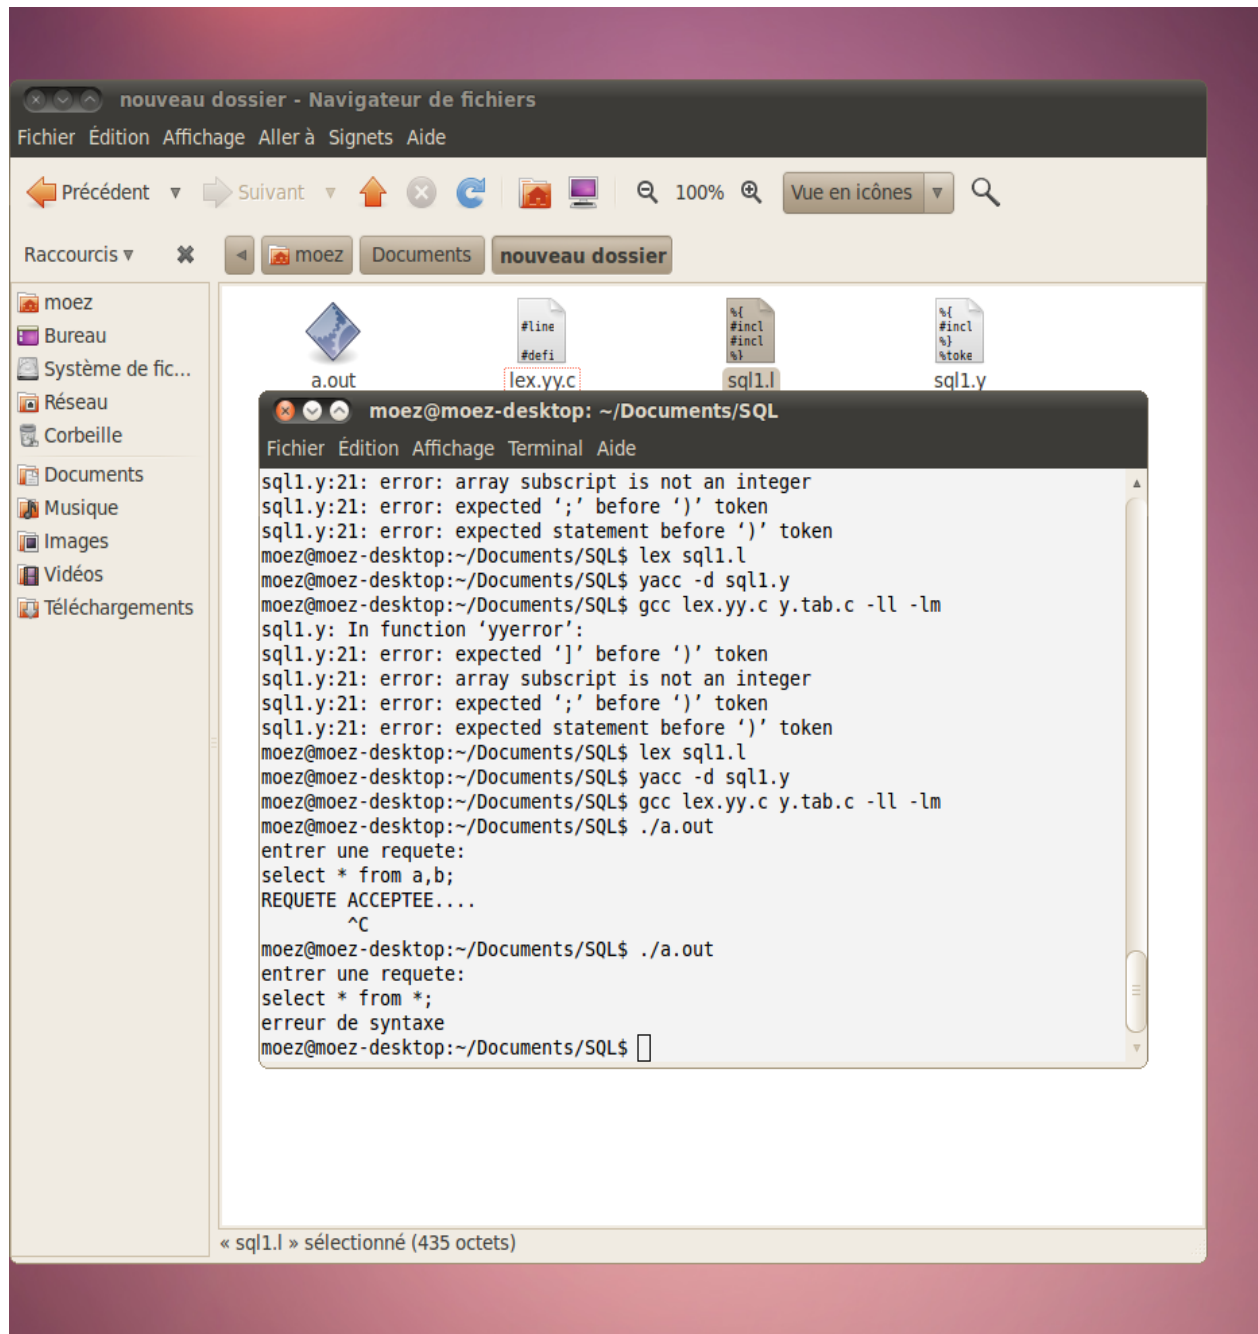 nouveau dossier - Navigateur de fichiers
Fichier Édition Affichage Aller à Signets Aide
Précédent Suivant 100% Vue en icônes
Raccourcis moez Documents nouveau dossier
moez
Bureau
Système de fic...
Réseau
Corbeille
Documents
Musique
Images
Vidéos
Téléchargements
#line
#defi
%{
#incl
#incl
%}
%{
#incl
%}
%toke
a.out lex.yy.c sql1.l sql1.y
moez@moez-desktop: ~/Documents/SQL
Fichier Édition Affichage Terminal Aide
sql1.y:21: error: array subscript is not an integer
sql1.y:21: error: expected ‘;’ before ‘)’ token
sql1.y:21: error: expected statement before ‘)’ token
moez@moez-desktop:~/Documents/SQL$ lex sql1.l
moez@moez-desktop:~/Documents/SQL$ yacc -d sql1.y
moez@moez-desktop:~/Documents/SQL$ gcc lex.yy.c y.tab.c -ll -lm
sql1.y: In function ‘yyerror’:
sql1.y:21: error: expected ‘]’ before ‘)’ token
sql1.y:21: error: array subscript is not an integer
sql1.y:21: error: expected ‘;’ before ‘)’ token
sql1.y:21: error: expected statement before ‘)’ token
moez@moez-desktop:~/Documents/SQL$ lex sql1.l
moez@moez-desktop:~/Documents/SQL$ yacc -d sql1.y
moez@moez-desktop:~/Documents/SQL$ gcc lex.yy.c y.tab.c -ll -lm
moez@moez-desktop:~/Documents/SQL$ ./a.out
entrer une requete:
select * from a,b;
REQUETE ACCEPTEE....
^C
moez@moez-desktop:~/Documents/SQL$ ./a.out
entrer une requete:
select * from *;
erreur de syntaxe
moez@moez-desktop:~/Documents/SQL$
« sql1.l » sélectionné (435 octets)